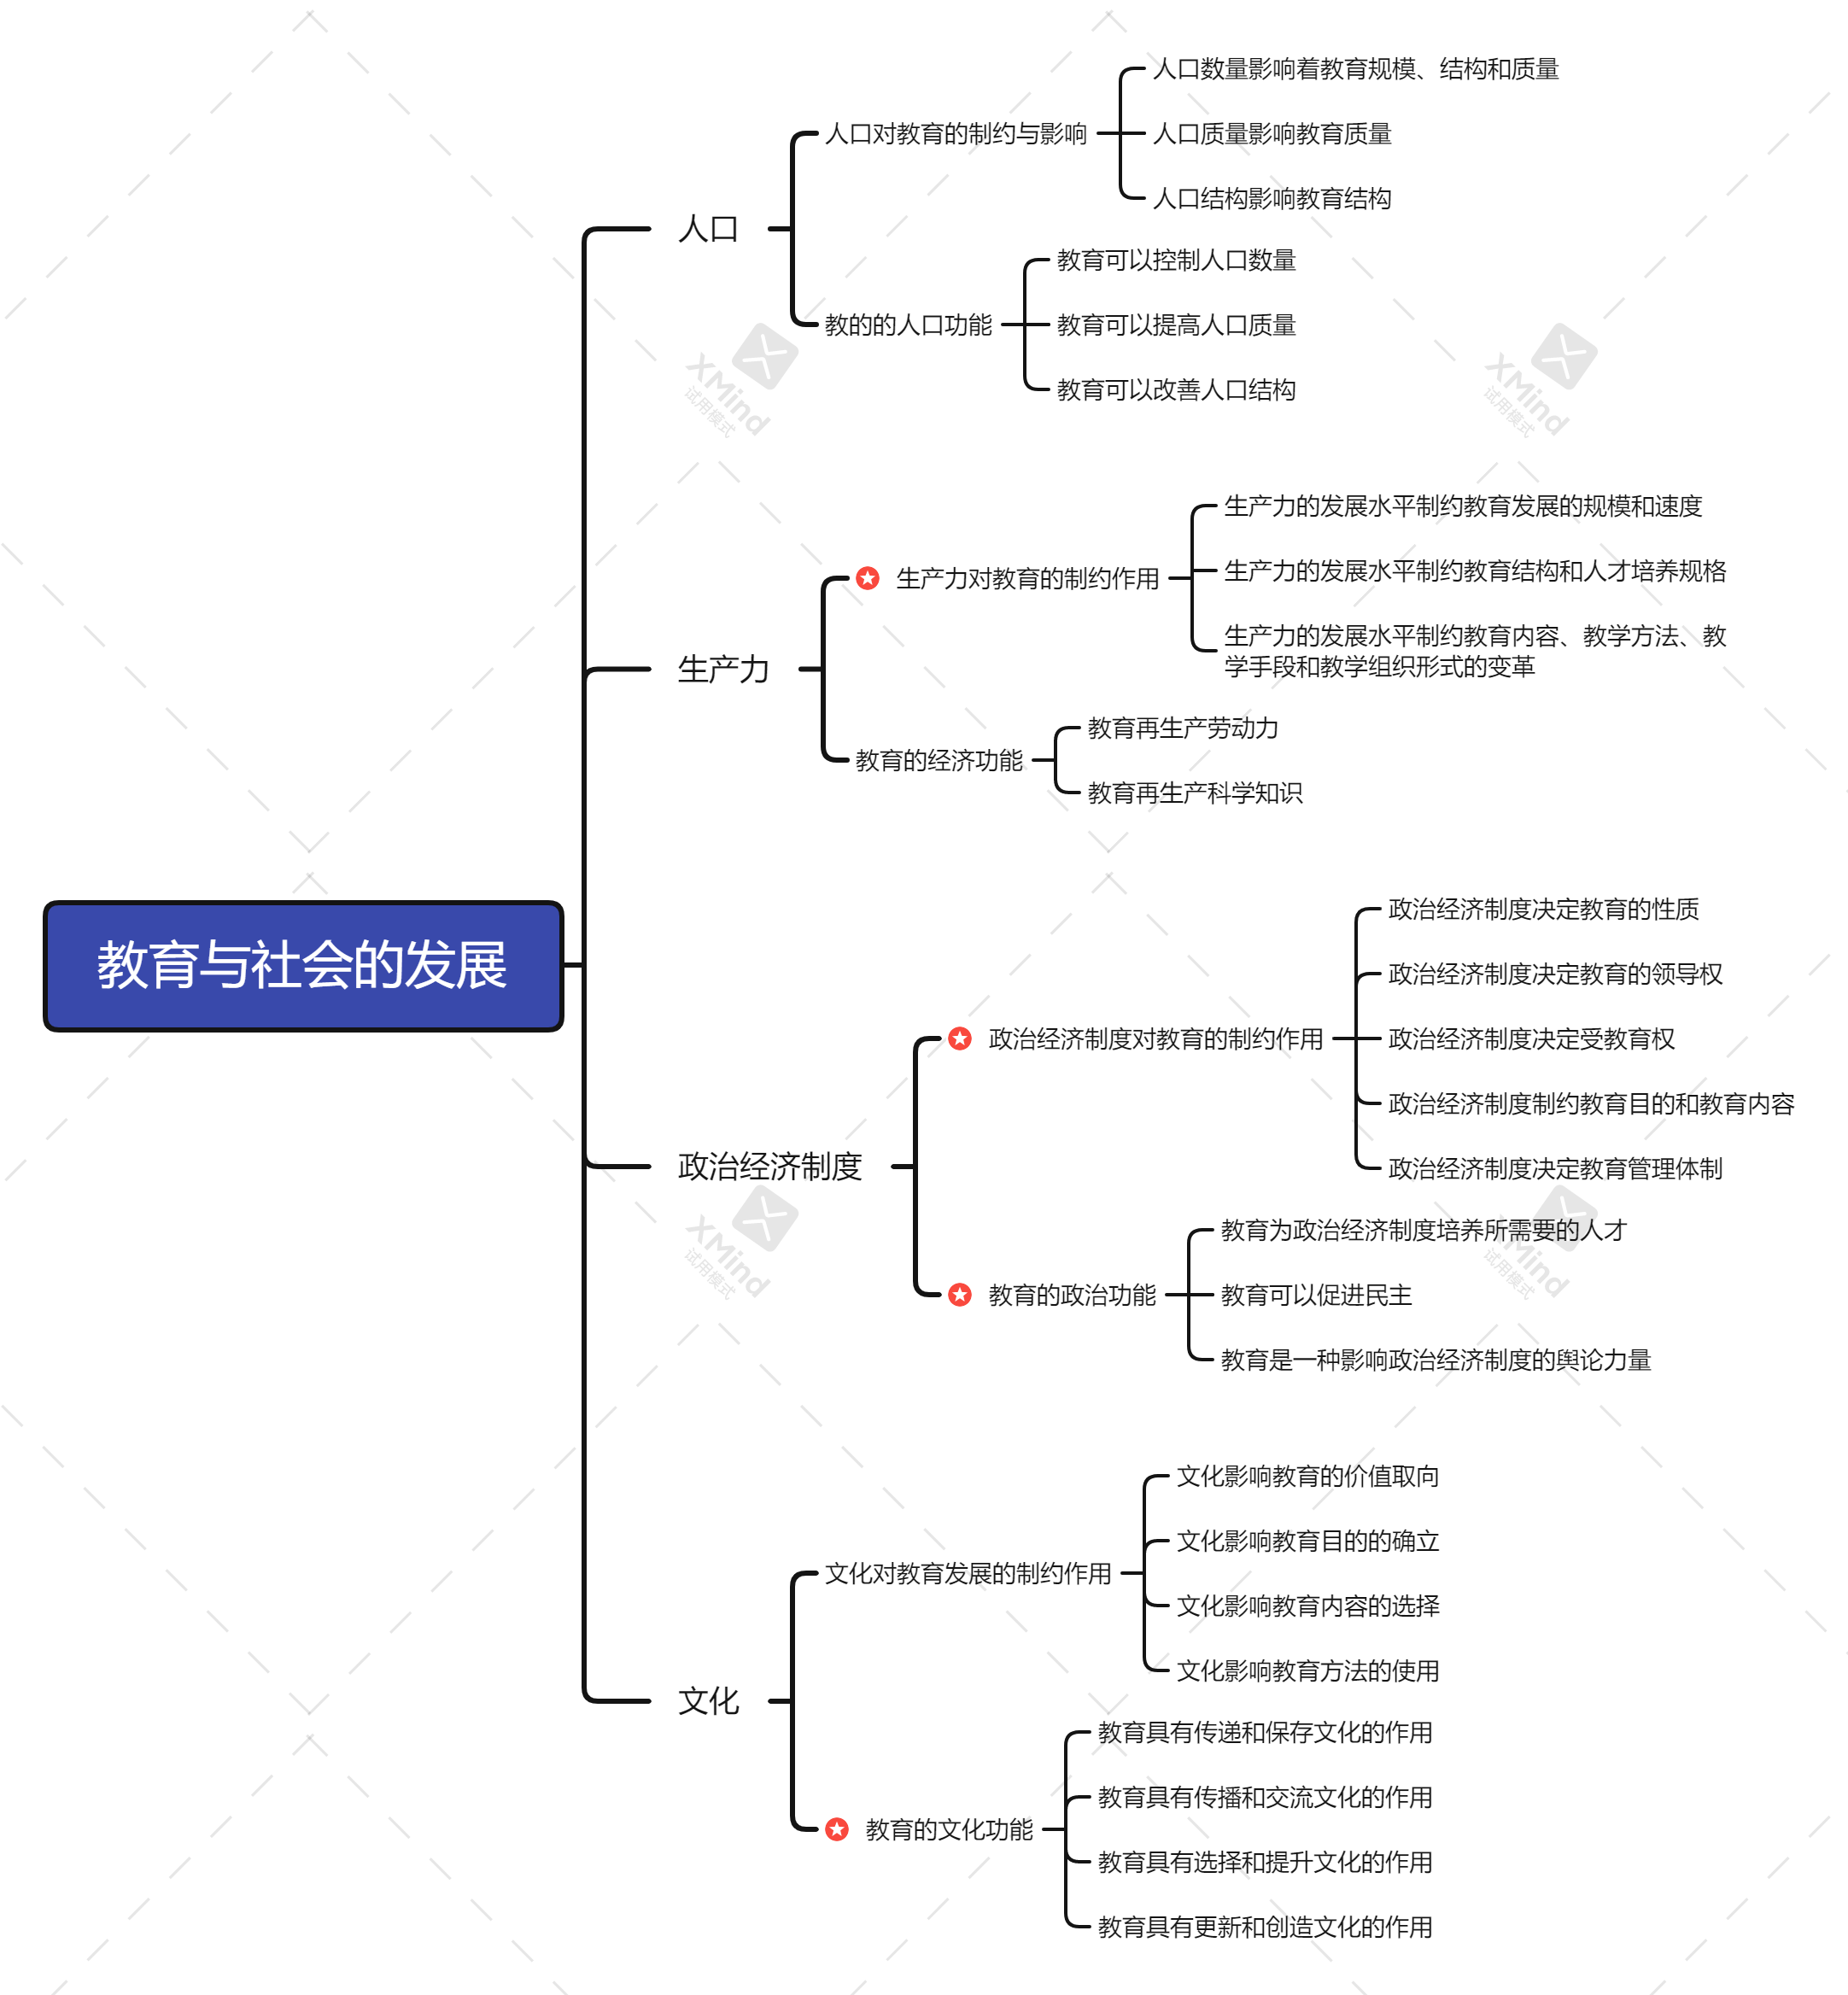 教育与社会的发展
人口
人口对教育的制约与影响
人口数量影响着教育规模、结构和质量
人口质量影响教育质量
人口结构影响教育结构
教的的人口功能
教育可以控制人口数量
教育可以提高人口质量
教育可以改善人口结构
生产力
生产力对教育的制约作用
生产力的发展水平制约教育发展的规模和速度
生产力的发展水平制约教育结构和人才培养规格
生产力的发展水平制约教育内容、教学方法、教
学手段和教学组织形式的变革
教育的经济功能
教育再生产劳动力
教育再生产科学知识
政治经济制度
政治经济制度对教育的制约作用
政治经济制度决定教育的性质
政治经济制度决定教育的领导权
政治经济制度决定受教育权
政治经济制度制约教育目的和教育内容
政治经济制度决定教育管理体制
教育的政治功能
教育为政治经济制度培养所需要的人才
教育可以促进民主
教育是一种影响政治经济制度的舆论力量
文化
文化对教育发展的制约作用
文化影响教育的价值取向
文化影响教育目的的确立
文化影响教育内容的选择
文化影响教育方法的使用
教育的文化功能
教育具有传递和保存文化的作用
教育具有传播和交流文化的作用
教育具有选择和提升文化的作用
教育具有更新和创造文化的作用
XMind
试用模式
XMind
试用模式
XMind
试用模式
XMind
试用模式